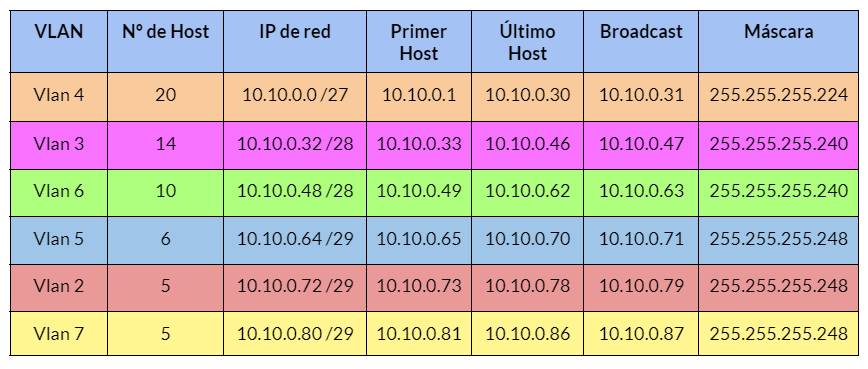 VLAN Nº de Host IP de red Primer Host Último Host Broadcast Máscara
Vlan 4 20 10.10.0.0 /27 10.10.0.1 10.10.0.30 10.10.0.31 255.255.255.224
Vlan 3 14 10.10.0.32 /28 10.10.0.33 10.10.0.46 10.10.0.47 255.255.255.240
Vlan 6 10 10.10.0.48 /28 10.10.0.49 10.10.0.62 10.10.0.63 255.255.255.240
Vlan 5 6 10.10.0.64 /29 10.10.0.65 10.10.0.70 10.10.0.71 255.255.255.248
Vlan 2 5 10.10.0.72 /29 10.10.0.73 10.10.0.78 10.10.0.79 255.255.255.248
Vlan 7 5 10.10.0.80 /29 10.10.0.81 10.10.0.86 10.10.0.87 255.255.255.248